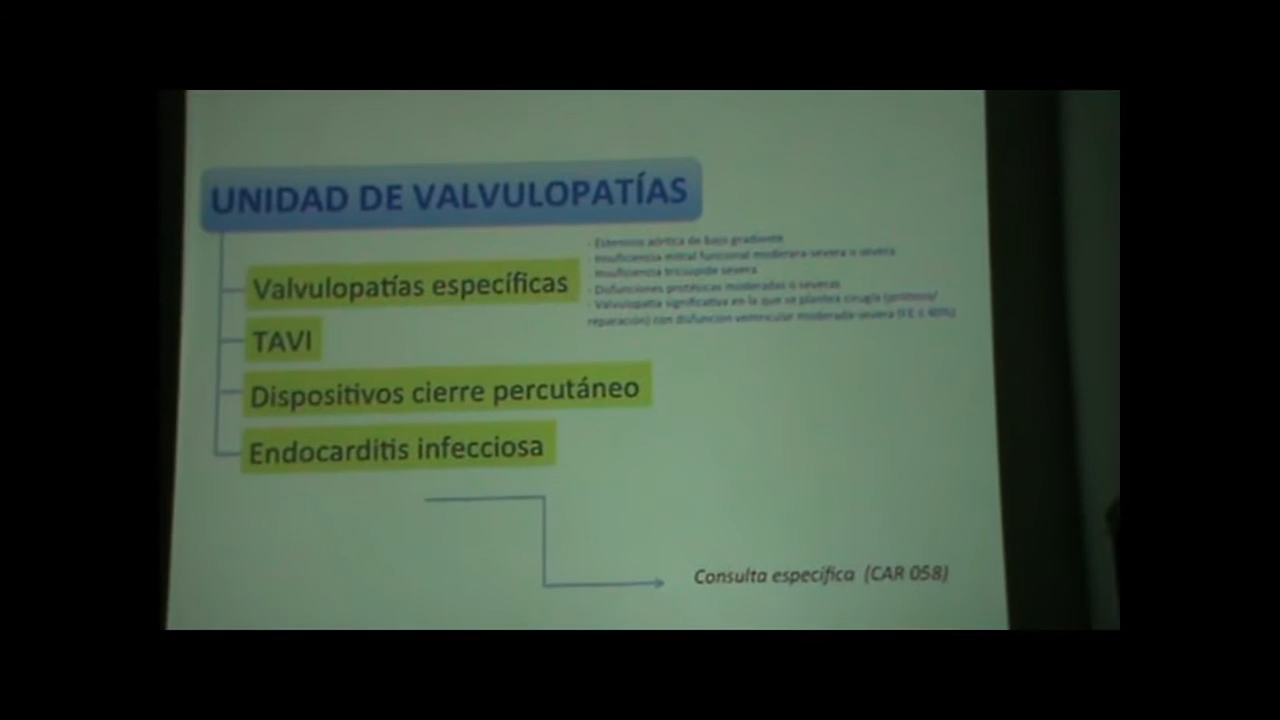 UNIDAD DE VALVULOPATÍAS
Valvulopatías específicas
- Estenosis aórtica de bajo gradiente
- Insuficiencia mitral funcional moderara-severa o severa
- Insuficiencia tricúspide severa
- Disfunciones protésicas moderadas o severas
- Valvulopatía significativa en la que se plantea cirugía (prótesis/
reparación) con disfunción ventricular moderada-severa (FE ≤ 40%)
TAVI
Dispositivos cierre percutáneo
Endocarditis infecciosa
Consulta específica (CAR 058)